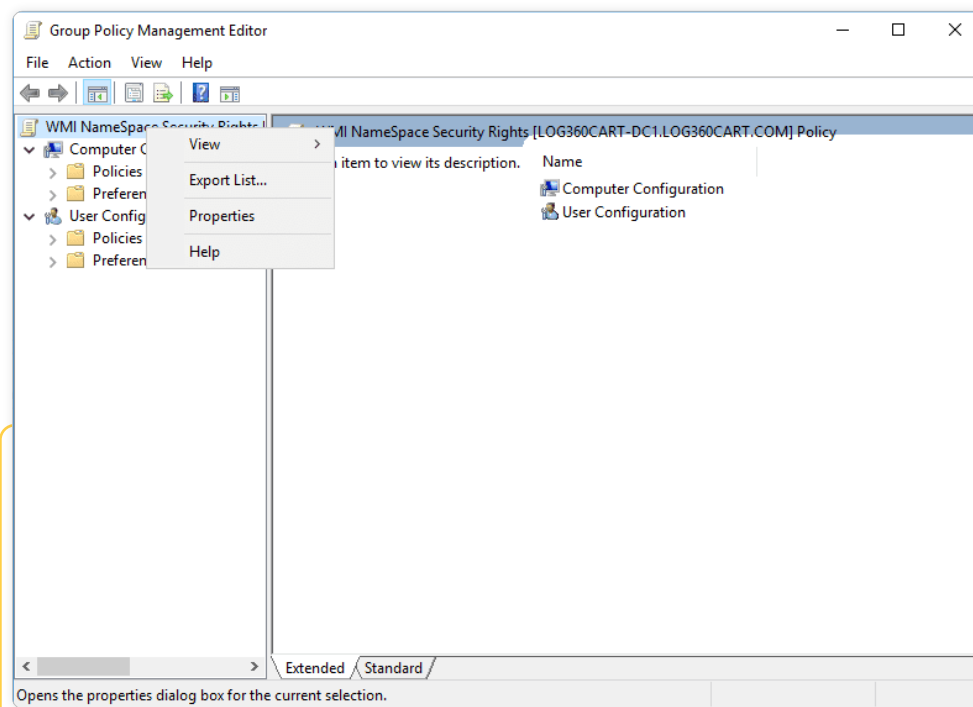 Group Policy Management Editor
File Action View Help
WMI NameSpace Security Rights
Computer C
Policies
Preferen
User Config
Policies
Preferen
View
Export List...
Properties
Help
WMI NameSpace Security Rights [LOG360CART-DC1.LOG360CART.COM] Policy
item to view its description.
Name
Computer Configuration
User Configuration
Extended Standard
Opens the properties dialog box for the current selection.